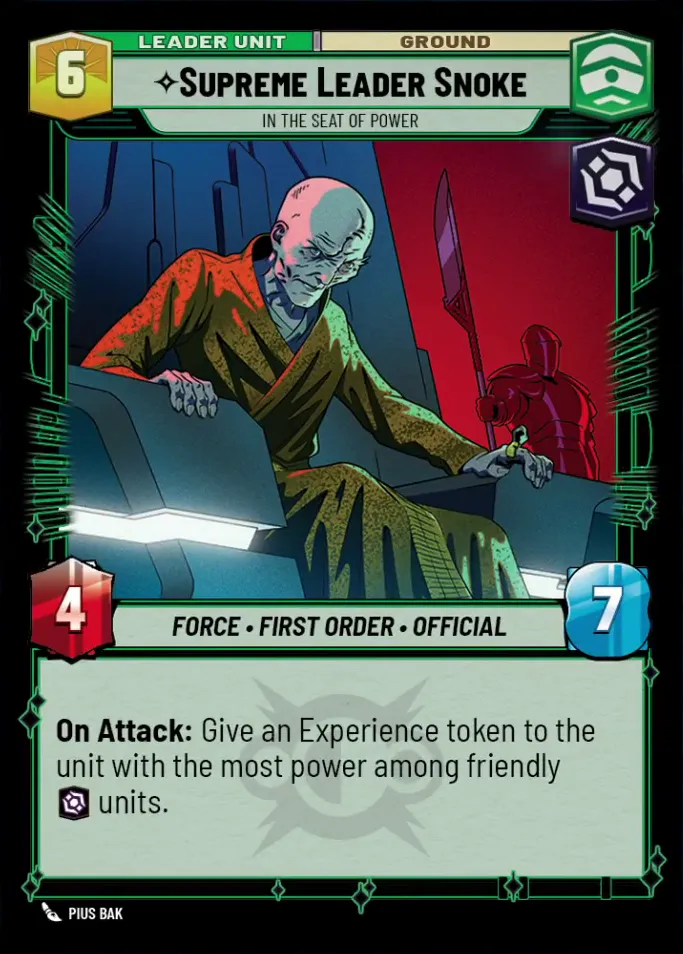 LEADER UNIT
GROUND
6
✧SUPREME LEADER SNOKE
IN THE SEAT OF POWER
4
FORCE • FIRST ORDER • OFFICIAL
7
On Attack: Give an Experience token to the
unit with the most power among friendly
units.
PIUS BAK